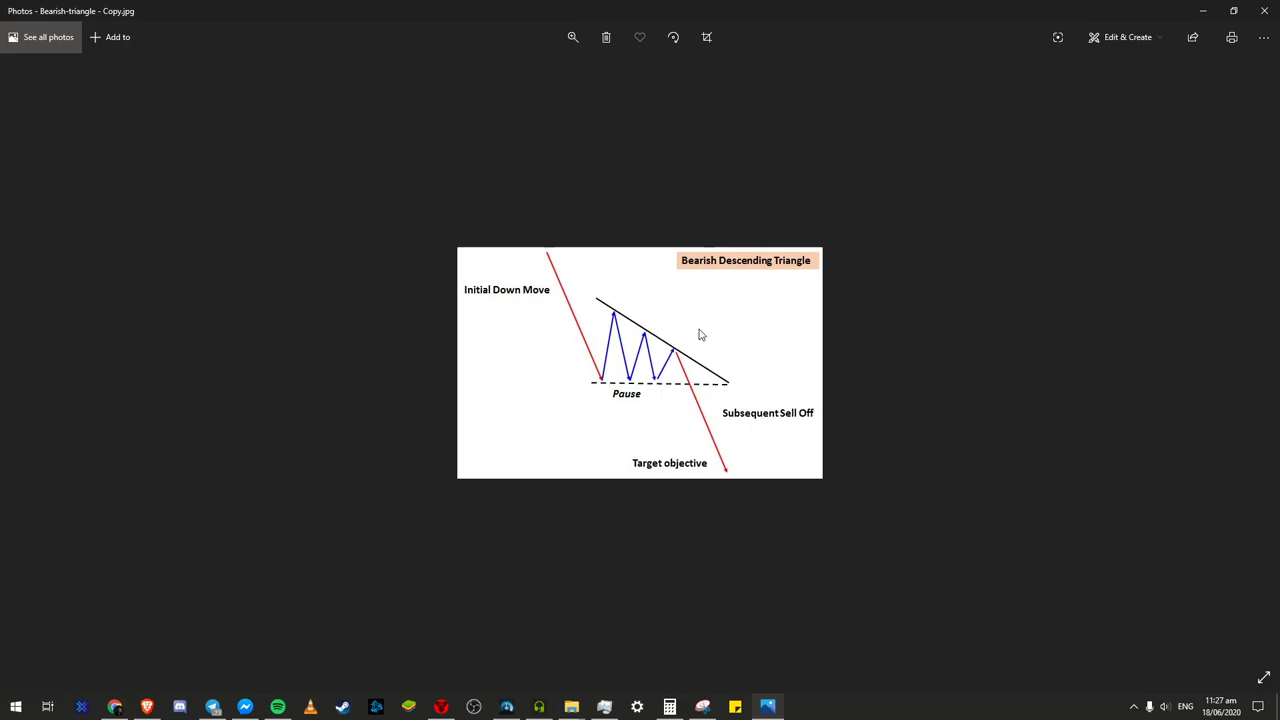 Photos - Bearish-triangle - Copy.jpg
See all photos
Add to
Edit & Create
Bearish Descending Triangle
Initial Down Move
Pause
Subsequent Sell Off
Target objective
ENG
11:27 am
18/06/2020